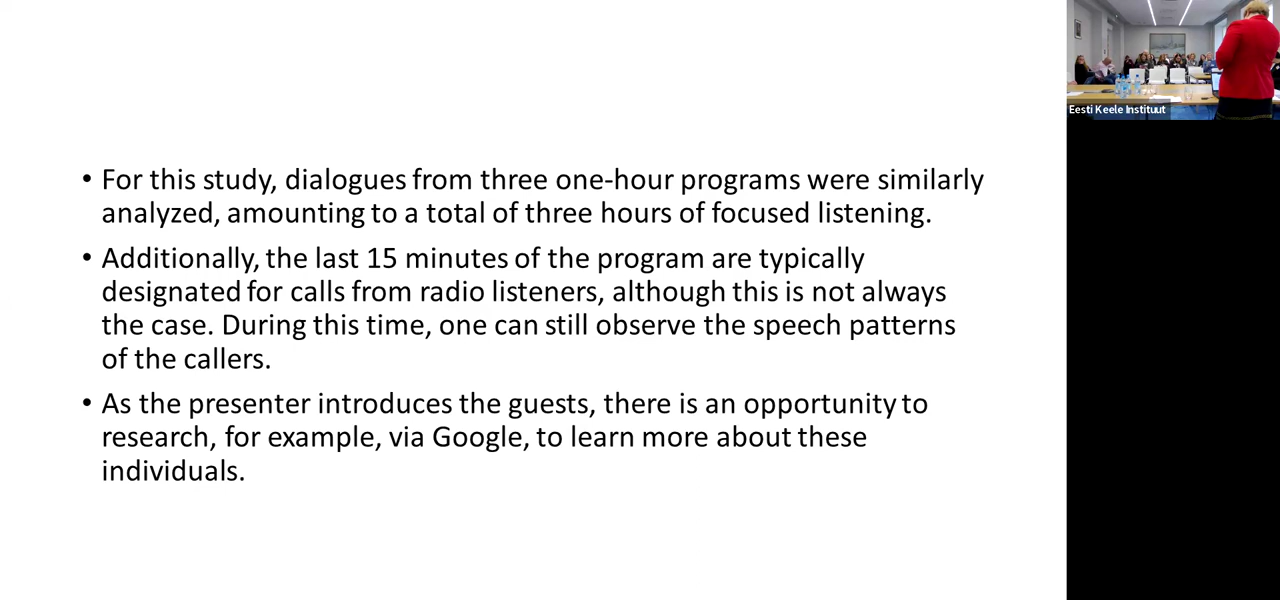 • For this study, dialogues from three one-hour programs were similarly
analyzed, amounting to a total of three hours of focused listening.
• Additionally, the last 15 minutes of the program are typically
designated for calls from radio listeners, although this is not always
the case. During this time, one can still observe the speech patterns
of the callers.
• As the presenter introduces the guests, there is an opportunity to
research, for example, via Google, to learn more about these
individuals.
Eesti Keele Instituut